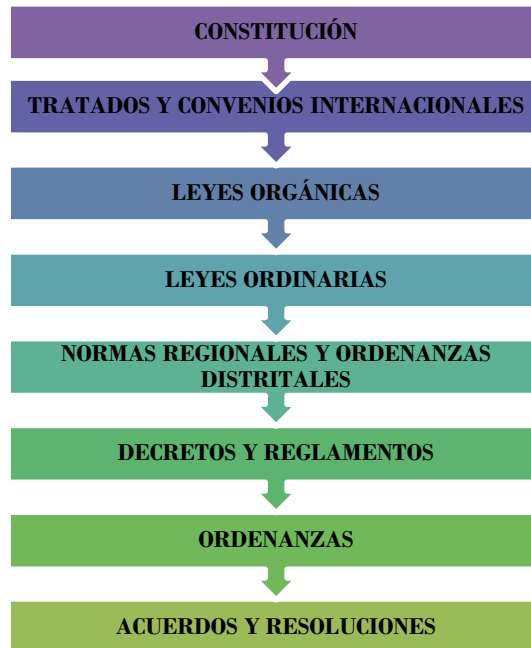 CONSTITUCIÓN
TRATADOS Y CONVENIOS INTERNACIONALES
LEYES ORGÁNICAS
LEYES ORDINARIAS
NORMAS REGIONALES Y ORDENANZAS
DISTRITALES
DECRETOS Y REGLAMENTOS
ORDENANZAS
ACUERDOS Y RESOLUCIONES